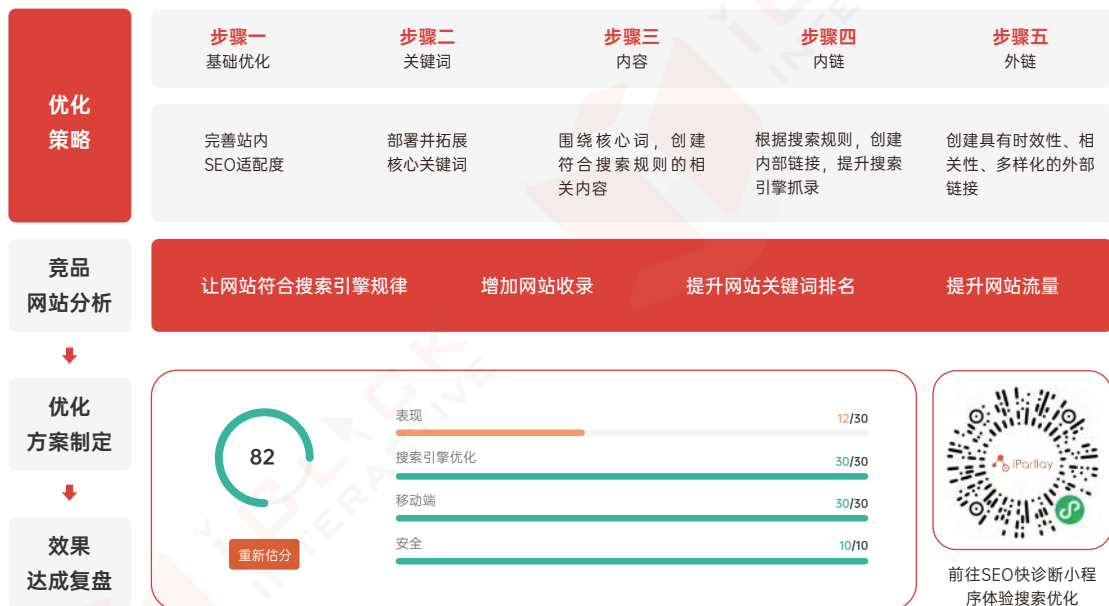 优化
策略
步骤一
基础优化
步骤二
关键词
步骤三
内容
步骤四
内链
步骤五
外链
完善站内
SEO适配度
部署并拓展
核心关键词
围绕核心词，创建
符合搜索规则的相
关内容
根据搜索规则，创建
内部链接，提升搜索
引擎抓录
创建具有时效性、相
关性、多样化的外部
链接
竞品
网站分析
让网站符合搜索引擎规律
增加网站收录
提升网站关键词排名
提升网站流量
优化
方案制定
效果
达成复盘
82
重新估分
表现
12/30
搜索引擎优化
30/30
移动端
30/30
安全
10/10
iParllay
前往SEO快诊断小程
序体验搜索优化
iCLICK
INTERACTIVE